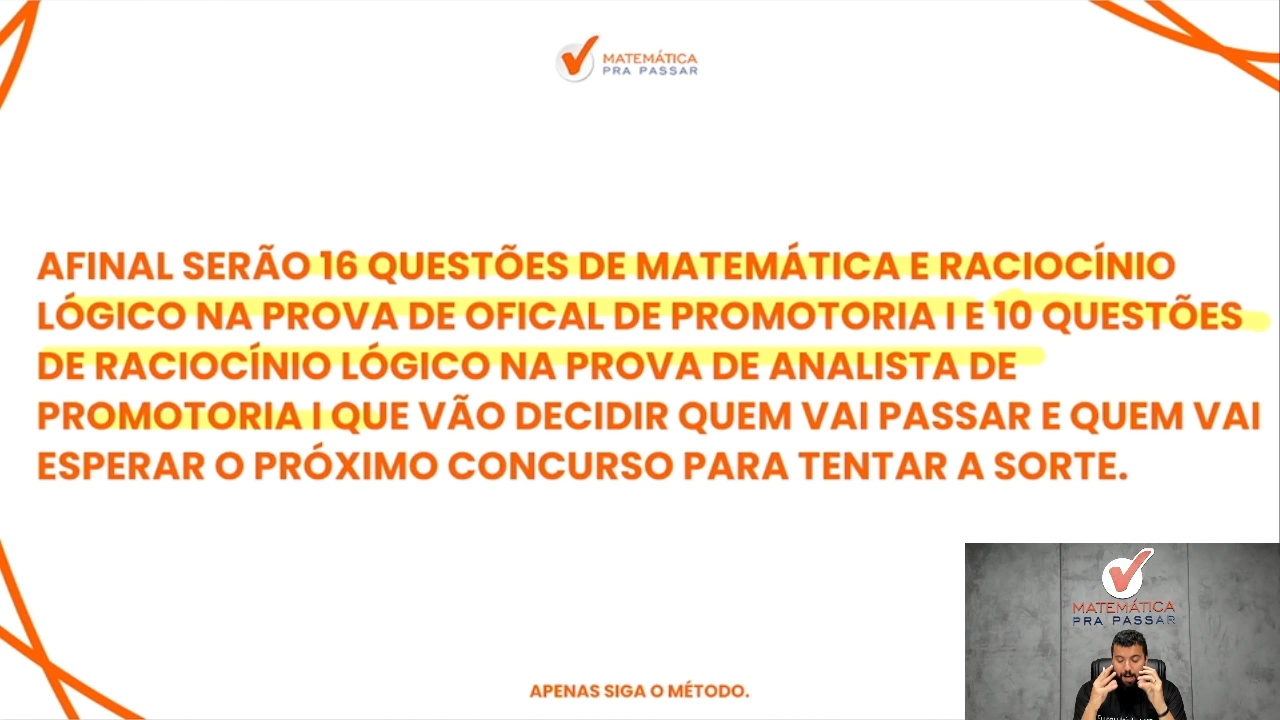 MATEMÁTICA
PRA PASSAR
AFINAL SERÃO 16 QUESTÕES DE MATEMÁTICA E RACIOCÍNIO
LÓGICO NA PROVA DE OFICAL DE PROMOTORIA I E 10 QUESTÕES
DE RACIOCÍNIO LÓGICO NA PROVA DE ANALISTA DE
PROMOTORIA I QUE VÃO DECIDIR QUEM VAI PASSAR E QUEM VAI
ESPERAR O PRÓXIMO CONCURSO PARA TENTAR A SORTE.
MATEMÁTICA
PRA PASSAR
APENAS SIGA O MÉTODO.